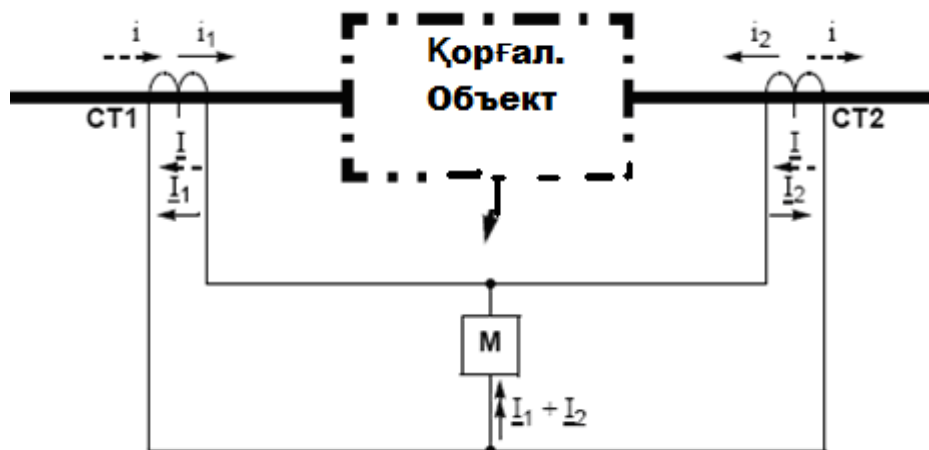 i i₁
Қорғал.
Объект
i₂ i
CT1
CT2
I
I₁
I
I₂
M
I₁ + I₂